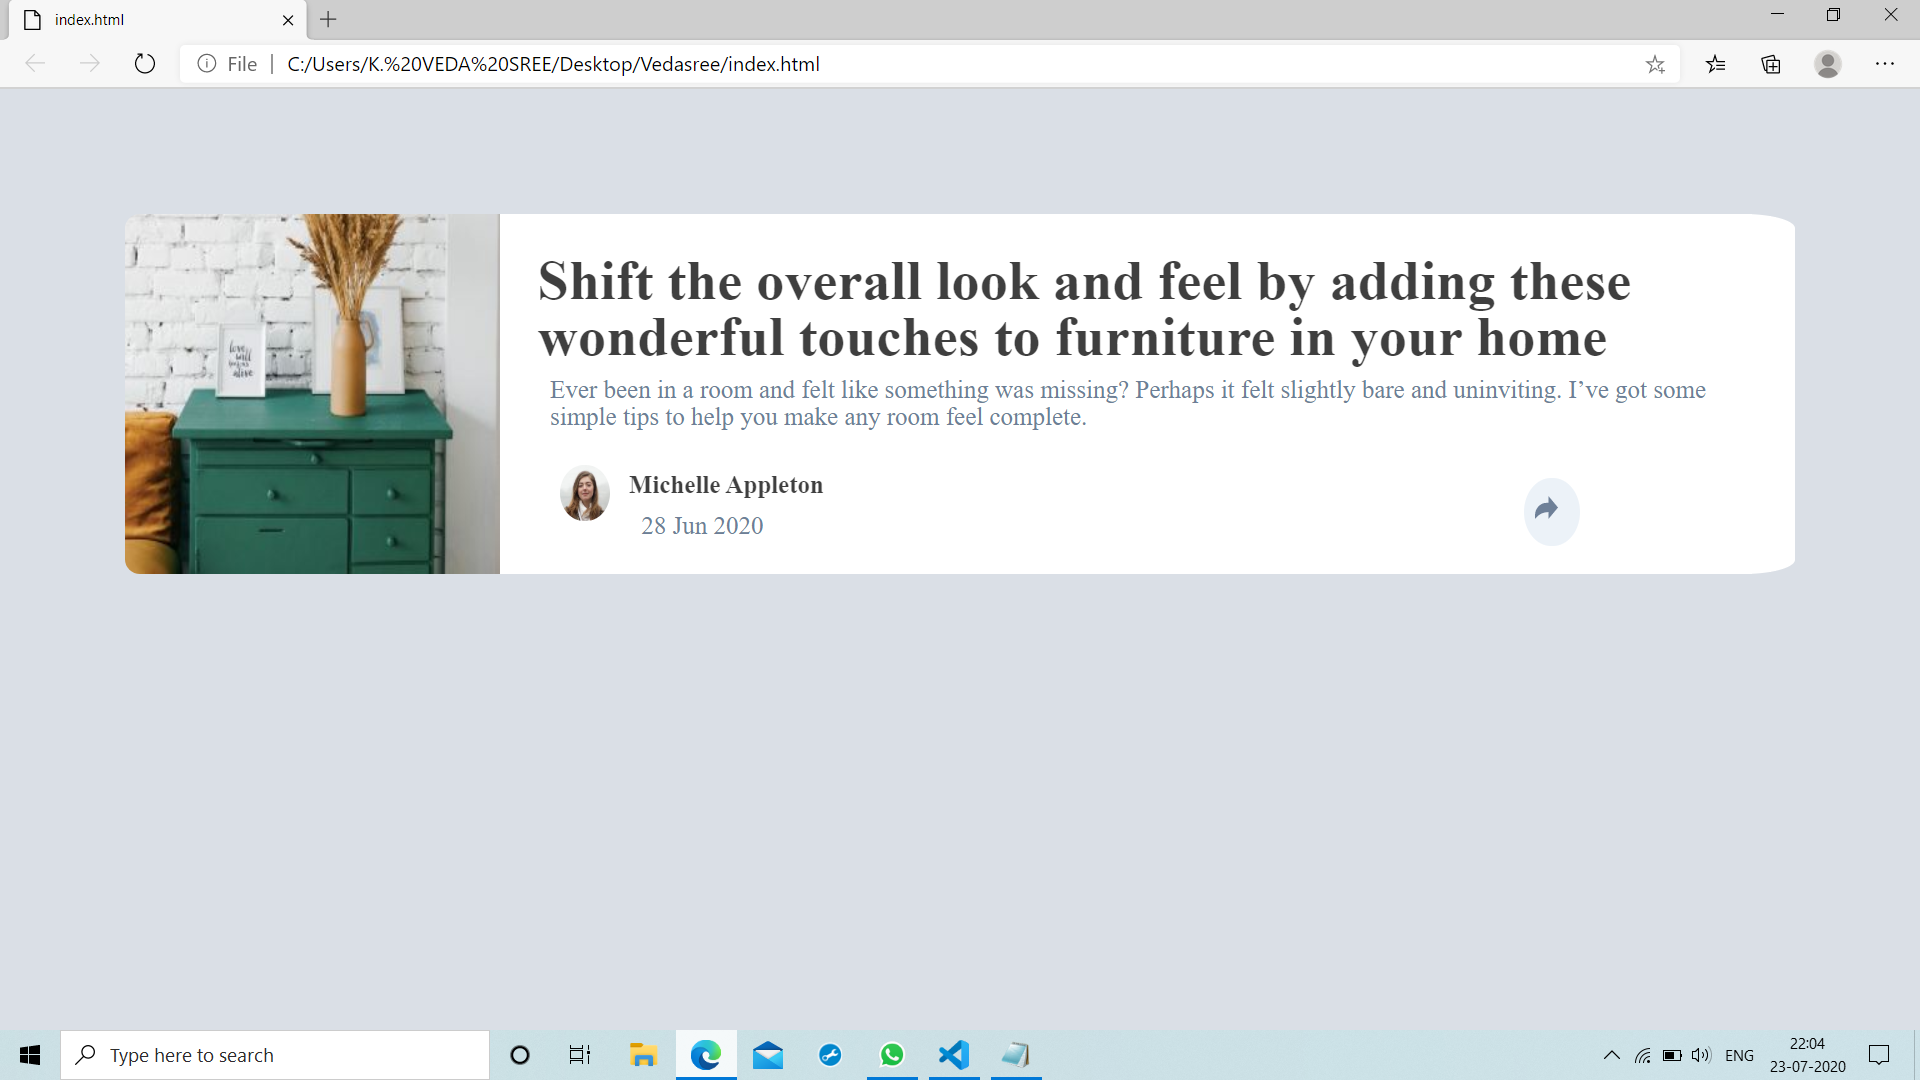 index.html
File
C:/Users/K.%20VEDA%20SREE/Desktop/Vedasree/index.html
love
will
alive
Shift the overall look and feel by adding these
wonderful touches to furniture in your home
Ever been in a room and felt like something was missing? Perhaps it felt slightly bare and uninviting. I’ve got some
simple tips to help you make any room feel complete.
Michelle Appleton
28 Jun 2020
Type here to search
ENG
22:04
23-07-2020